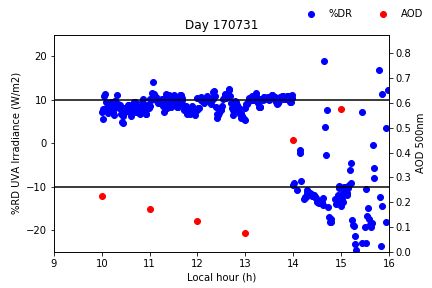 %DR AOD
Day 170731
%RD UVA Irradiance (W/m2)
20
10
0
−10
−20
0.8
0.7
0.6
0.5
0.4
0.3
0.2
0.1
0.0
AOD 500nm
9 10 11 12 13 14 15 16
Local hour (h)